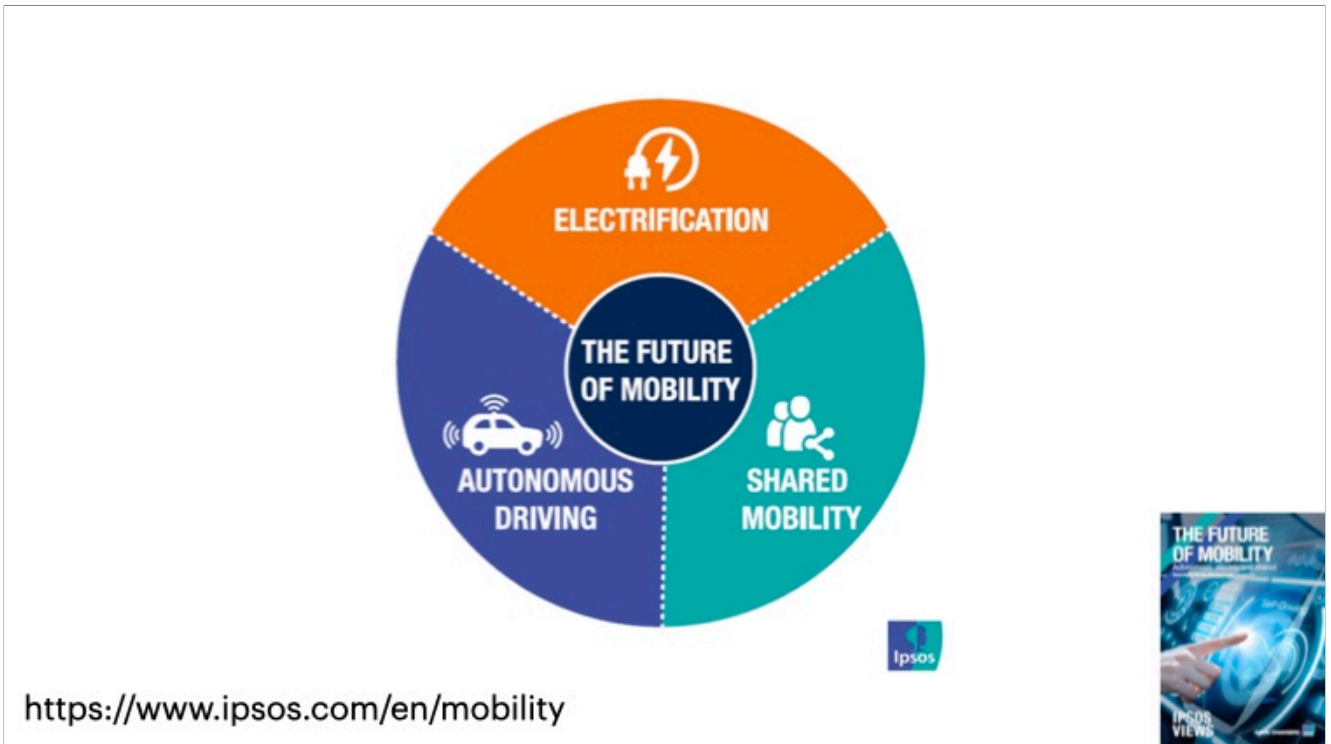 ELECTRIFICATION
THE FUTURE
OF MOBILITY
AUTONOMOUS
DRIVING
SHARED
MOBILITY
Ipsos
https://www.ipsos.com/en/mobility
THE FUTURE
OF MOBILITY
IPSOS
VIEWS